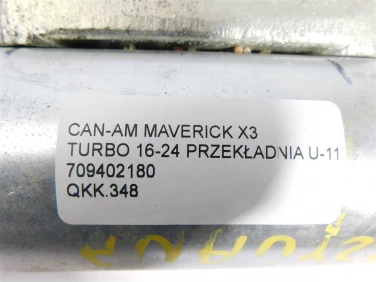 CAN-AM MAVERICK X3
TURBO 16-24 PRZEKŁADNIA U-11
709402180
QKK.348